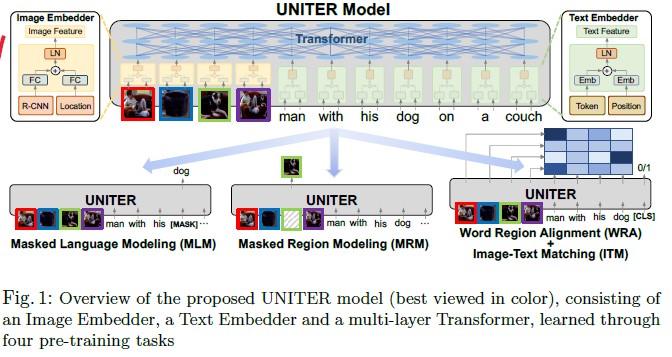 UNITER Model
Image Embedder
Image Feature
LN
+
FC
FC
R-CNN
Location
Transformer
man with his dog on a couch
Text Embedder
Text Feature
LN
+
Emb
Emb
Token
Position
dog
UNITER
man with his [MASK] ...
Masked Language Modeling (MLM)
UNITER
man with his dog ...
Masked Region Modeling (MRM)
0/1
UNITER
man with his dog [CLS]
Word Region Alignment (WRA)
+
Image-Text Matching (ITM)
Fig. 1: Overview of the proposed UNITER model (best viewed in color), consisting of
an Image Embedder, a Text Embedder and a multi-layer Transformer, learned through
four pre-training tasks